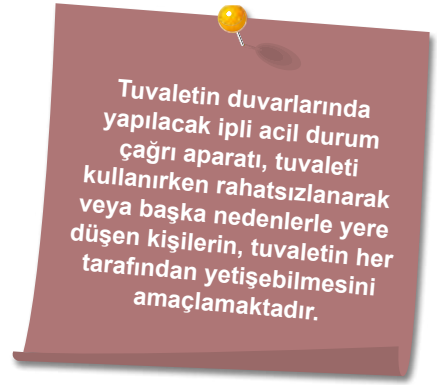 Tuvaletin duvarlarında
yapılacak ipli acil durum
çağrı aparatı, tuvaleti
kullanırken rahatsızlanarak
veya başka nedenlerle yere
düşen kişilerin, tuvaletin her
tarafından yetişebilmesini
amaçlamaktadır.